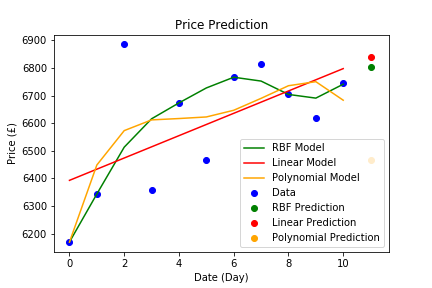 Price Prediction
6900
6800
6700
6600
6500
6400
6300
6200
Price (£)
RBF Model
Linear Model
Polynomial Model
Data
RBF Prediction
Linear Prediction
Polynomial Prediction
0 2 4 6 8 10
Date (Day)